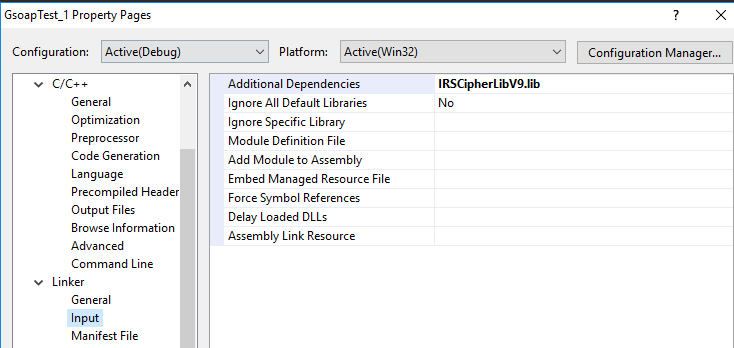 GsoapTest_1 Property Pages
? ×
Configuration: Active(Debug) Platform: Active(Win32) Configuration Manager...
C/C++
General
Optimization
Preprocessor
Code Generation
Language
Precompiled Header
Output Files
Browse Information
Advanced
Command Line
Linker
General
Input
Manifest File
Additional Dependencies IRSCipherLibV9.lib
Ignore All Default Libraries No
Ignore Specific Library
Module Definition File
Add Module to Assembly
Embed Managed Resource File
Force Symbol References
Delay Loaded DLLs
Assembly Link Resource